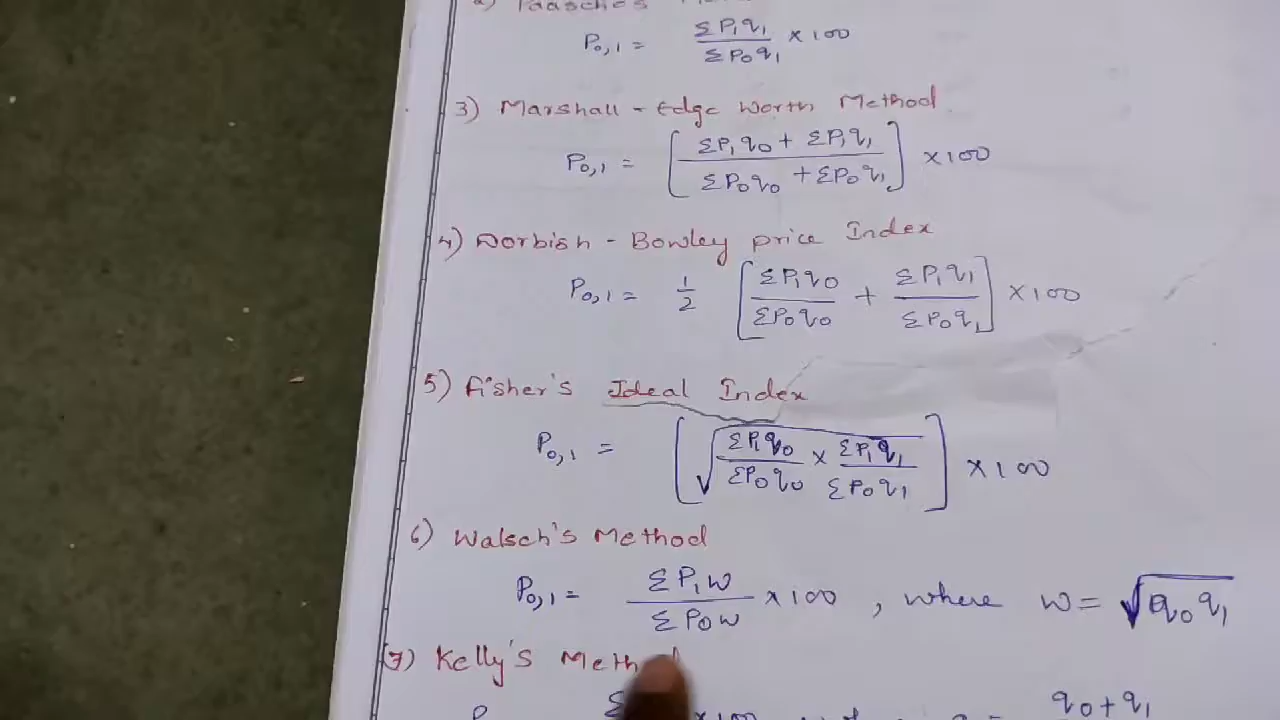 P₀,₁ = ΣP₁q₁ / ΣP₀q₁ × 100
3) Marshall - Edge worth Method
P₀,₁ = [ (ΣP₁q₀ + ΣP₁q₁) / (ΣP₀q₀ + ΣP₀q₁) ] × 100
4) Dorbish - Bowley price Index
P₀,₁ = 1/2 [ ΣP₁q₀ / ΣP₀q₀ + ΣP₁q₁ / ΣP₀q₁ ] × 100
5) Fisher's Ideal Index
P₀,₁ = [ √( ΣP₁q₀ / ΣP₀q₀ × ΣP₁q₁ / ΣP₀q₁ ) ] × 100
6) Walsch's Method
P₀,₁ = ΣP₁w / ΣP₀w × 100 , where w = √(q₀q₁)
7) Kelly's
q₀ + q₁